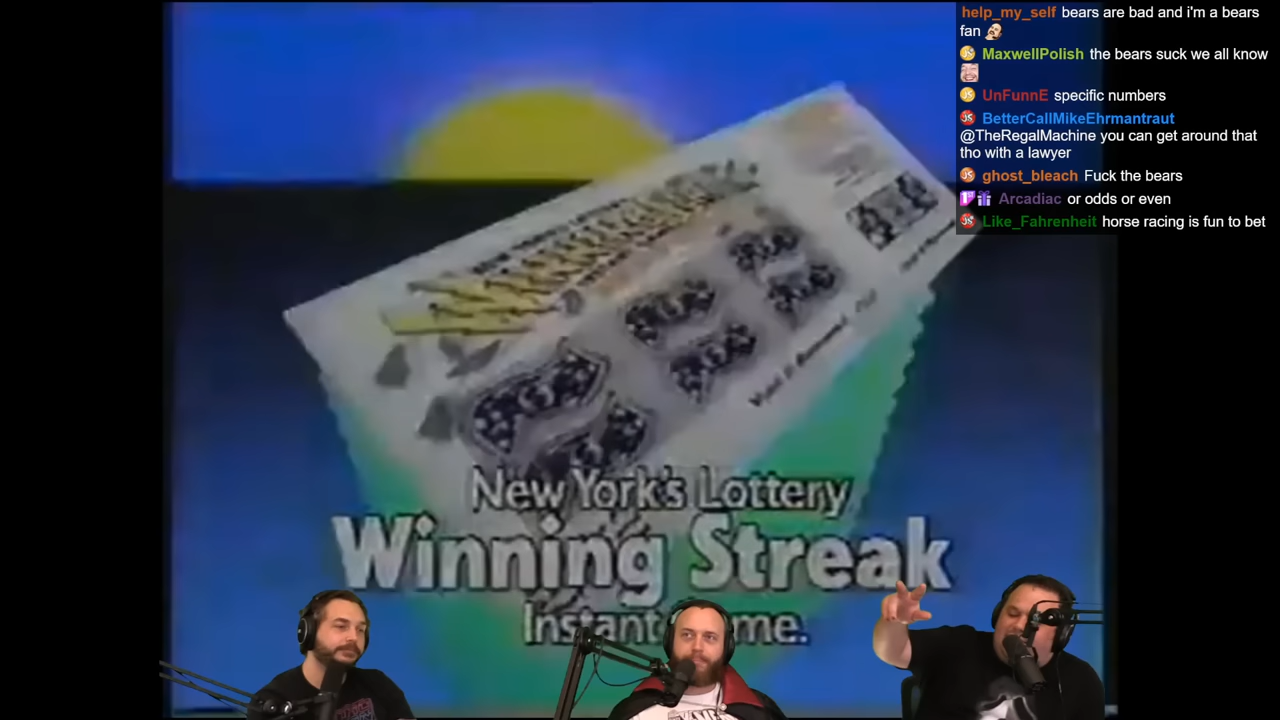 help_my_self bears are bad and i'm a bears
fan
MaxwellPolish the bears suck we all know
UnFunnE specific numbers
BetterCallMikeEhrmantraut
@TheRegalMachine you can get around that
tho with a lawyer
ghost_bleach Fuck the bears
Arcadiac or odds or even
Like_Fahrenheit horse racing is fun to bet
New York's Lottery
Winning Streak
Instant